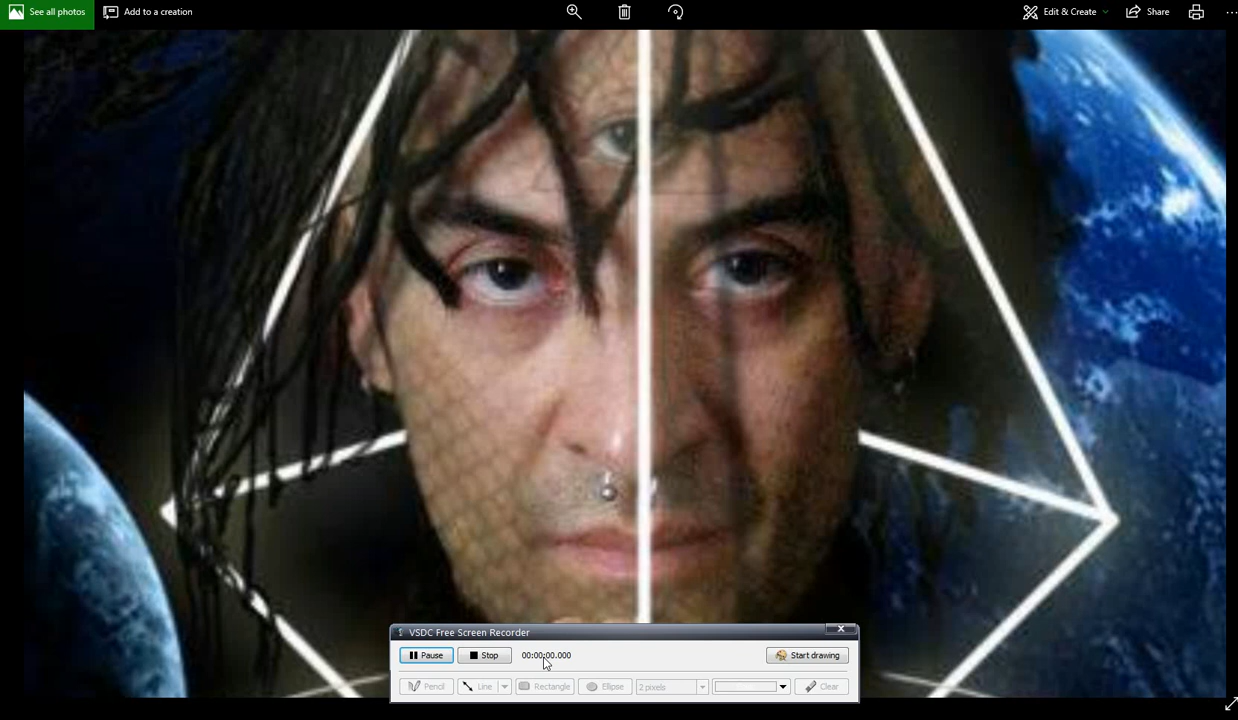 See all photos Add to a creation Edit & Create Share
VSDC Free Screen Recorder
Pause Stop 00:00:00.000 Start drawing
Pencil Line Rectangle Ellipse 2 pixels Clear